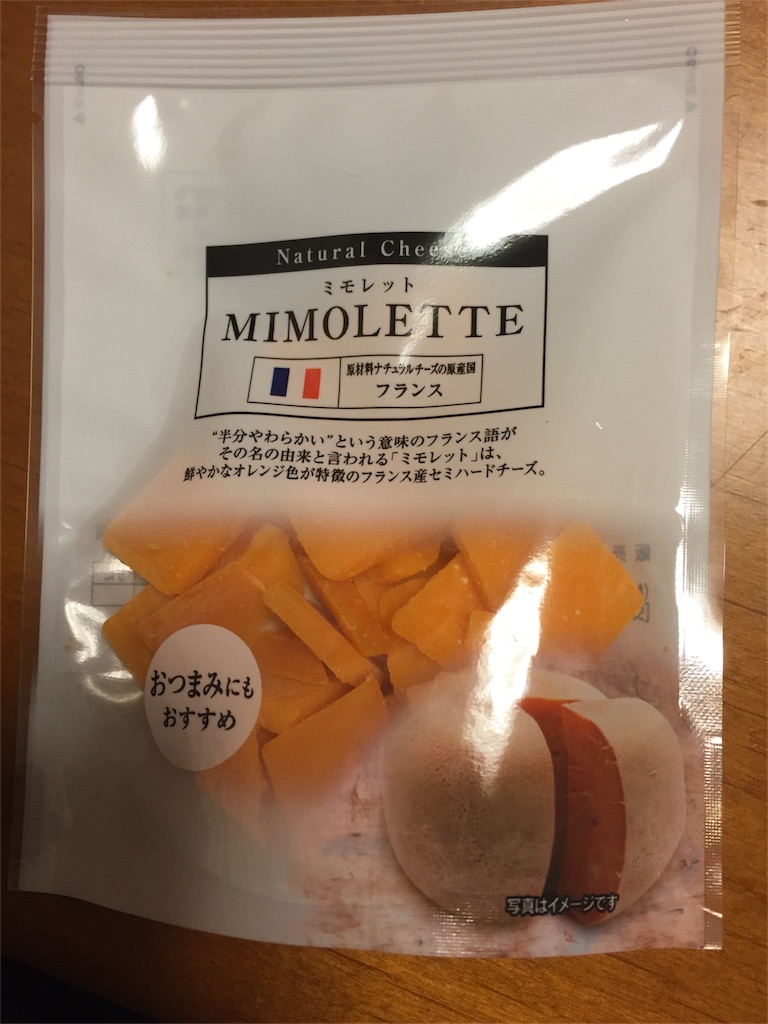 Natural Chee
ミモレット
MIMOLETTE
原材料ナチュラルチーズの原産国
フランス
“半分やわらかい”という意味のフランス語が
その名の由来と言われる「ミモレット」は、
鮮やかなオレンジ色が特徴のフランス産セミハードチーズ。
おつまみにも
おすすめ
写真はイメージです